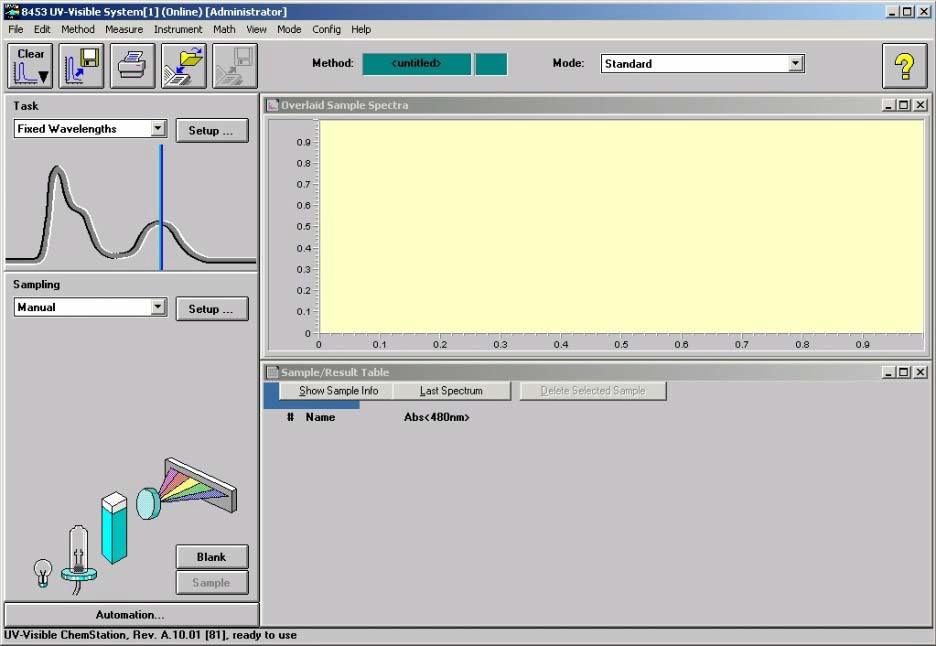 8453 UV-Visible System[1] (Online) [Administrator]
File Edit Method Measure Instrument Math View Mode Config Help
Clear
Method: <untitled> Mode: Standard
Task
Fixed Wavelengths Setup ...
Sampling
Manual Setup ...
Blank
Sample
Automation...
Overlaid Sample Spectra
0.9
0.8
0.7
0.6
0.5
0.4
0.3
0.2
0.1
0
0 0.1 0.2 0.3 0.4 0.5 0.6 0.7 0.8 0.9
Sample/Result Table
Show Sample Info Last Spectrum Delete Selected Sample
# Name Abs<480nm>
UV-Visible ChemStation, Rev. A.10.01 [81], ready to use